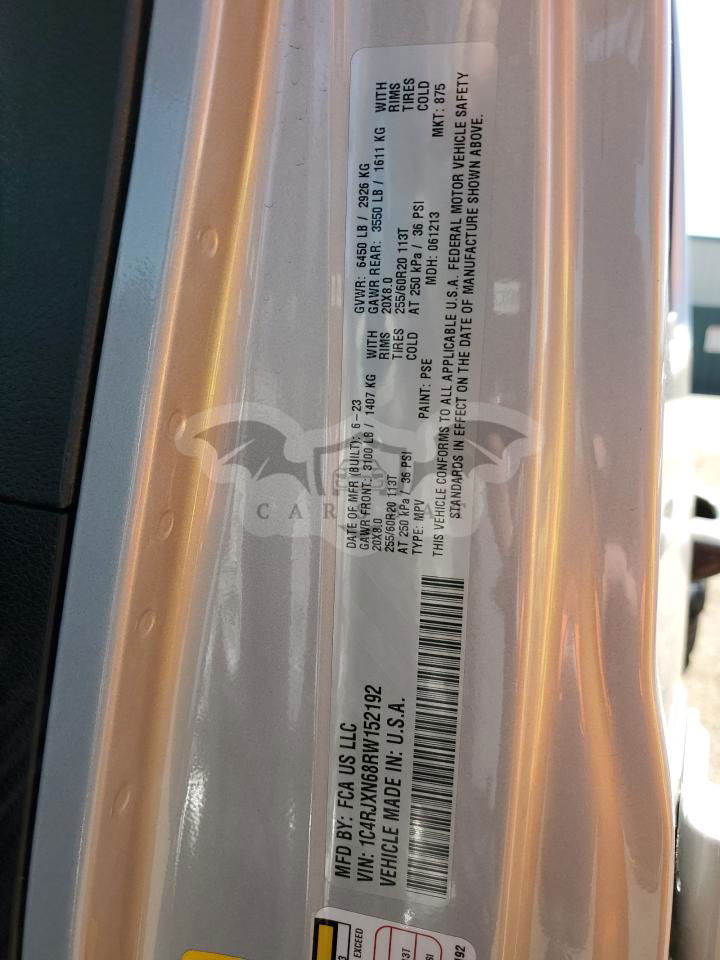 MFD BY: FCA US LLC
VIN: 1C4RJXN68RW152192
VEHICLE MADE IN: U.S.A.
DATE OF MFR (BUILT): 6-23
GAWR FRONT: 3100 LB / 1407 KG WITH
20X8.0 RIMS
255/60R20 113T TIRES
AT 250 kPa / 36 PSI COLD
TYPE: MPV PAINT: PSE
GVWR: 6450 LB / 2926 KG
GAWR REAR: 3550 LB / 1611 KG WITH
20X8.0 RIMS
255/60R20 113T TIRES
AT 250 kPa / 36 PSI COLD
MDH: 061213 MKT: 875
THIS VEHICLE CONFORMS TO ALL APPLICABLE U.S.A. FEDERAL MOTOR VEHICLE SAFETY
STANDARDS IN EFFECT ON THE DATE OF MANUFACTURE SHOWN ABOVE.
EXCEED
13T
192